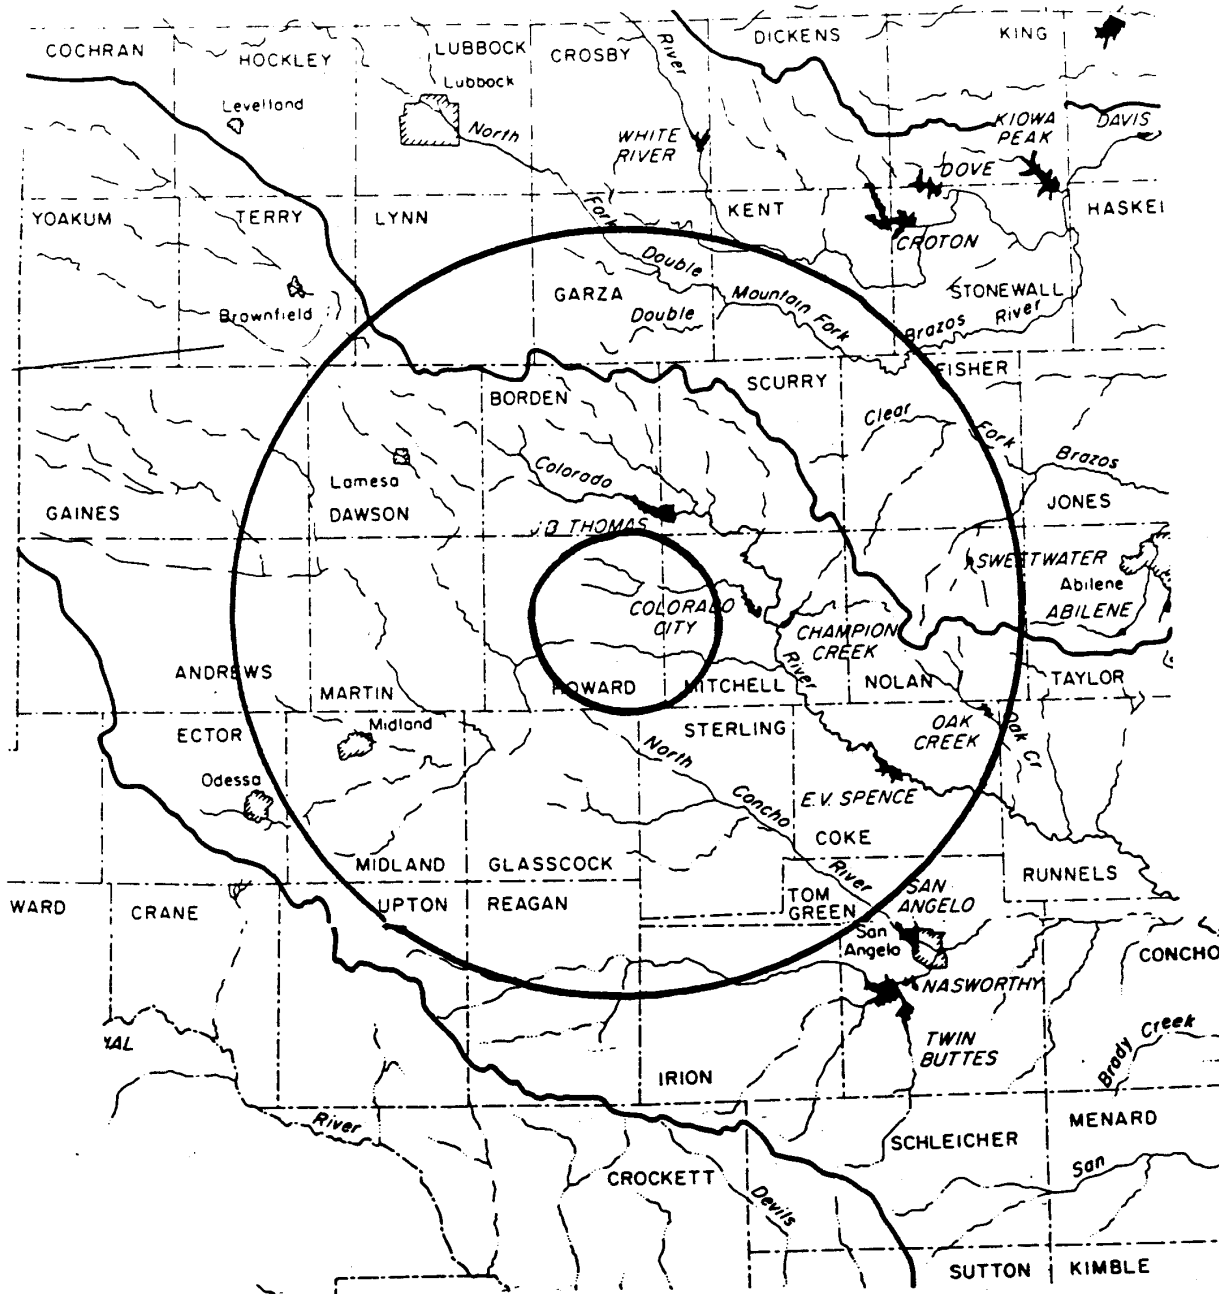 COCHRAN
HOCKLEY
LUBBOCK
CROSBY
DICKENS
KING
Lubbock
Levelland
River
North
WHITE
RIVER
KIOWA
PEAK
DAVIS
DOVE
YOAKUM
TERRY
LYNN
Fork
KENT
CROTON
HASKEL
Double
Brownfield
GARZA
Double
Mountain Fork
STONEWALL
Brazos
River
BORDEN
SCURRY
FISHER
Clear
Fork
Brazos
Lamesa
Colorado
GAINES
DAWSON
J.B. THOMAS
JONES
SWEETWATER
Abilene
ABILENE
COLORADO
CITY
CHAMPION
CREEK
River
ANDREWS
MARTIN
HOWARD
MITCHELL
NOLAN
TAYLOR
ECTOR
Midland
North
STERLING
OAK
CREEK
Oak Cr
Odessa
Concho
E.V. SPENCE
COKE
MIDLAND
GLASSCOCK
River
RUNNELS
WARD
CRANE
UPTON
REAGAN
TOM
GREEN
SAN
ANGELO
San
Angelo
CONCHO
NASWORTHY
TWIN
BUTTES
Brady Creek
IRION
River
MENARD
SCHLEICHER
San
CROCKETT
Devils
SUTTON
KIMBLE